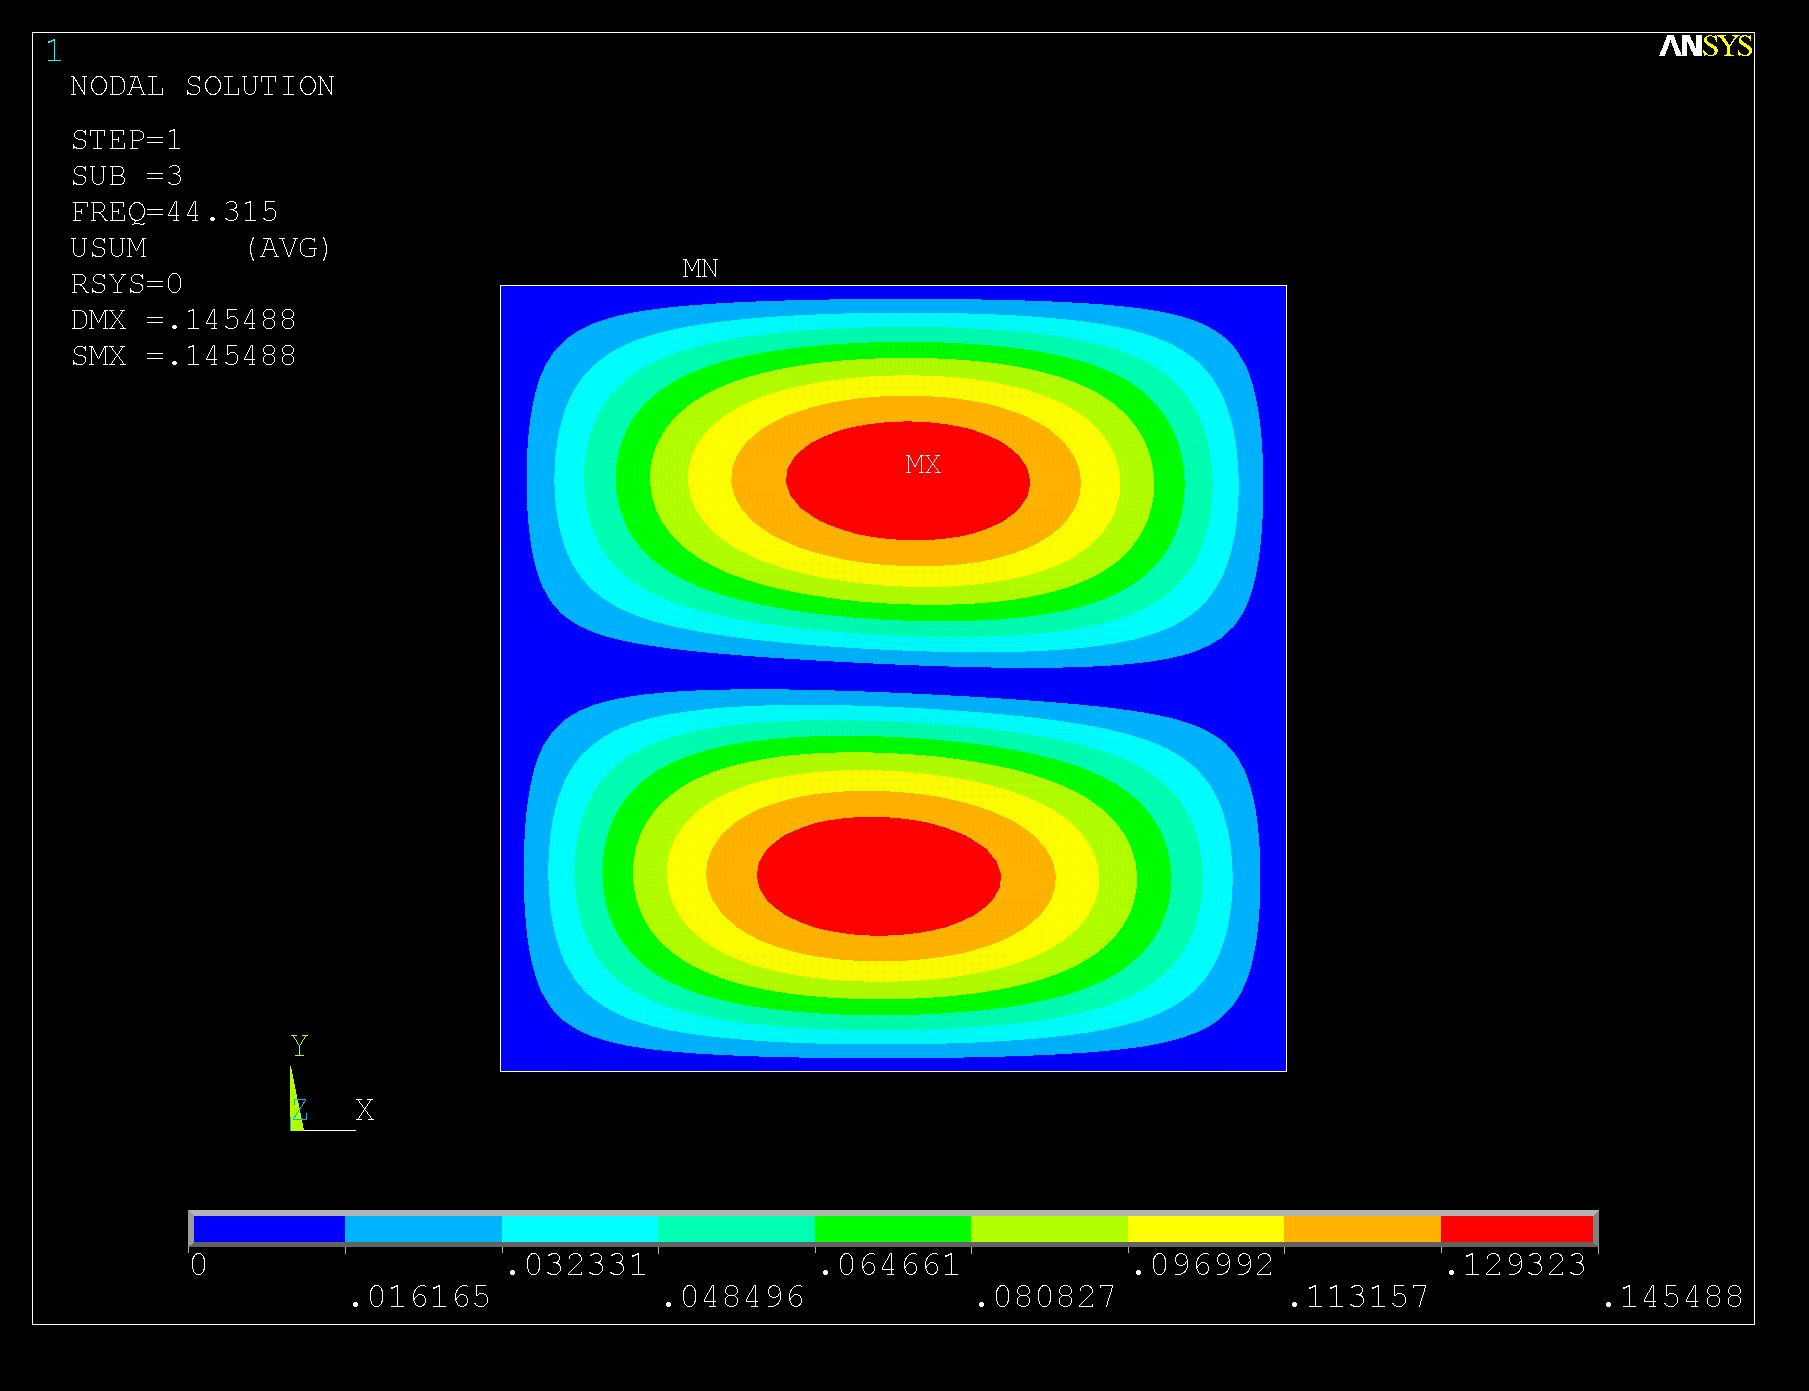 1
ANSYS
NODAL SOLUTION
STEP=1
SUB =3
FREQ=44.315
USUM (AVG)
RSYS=0
DMX =.145488
SMX =.145488
MN
MX
Y
Z X
0 .032331 .064661 .096992 .129323
.016165 .048496 .080827 .113157 .145488